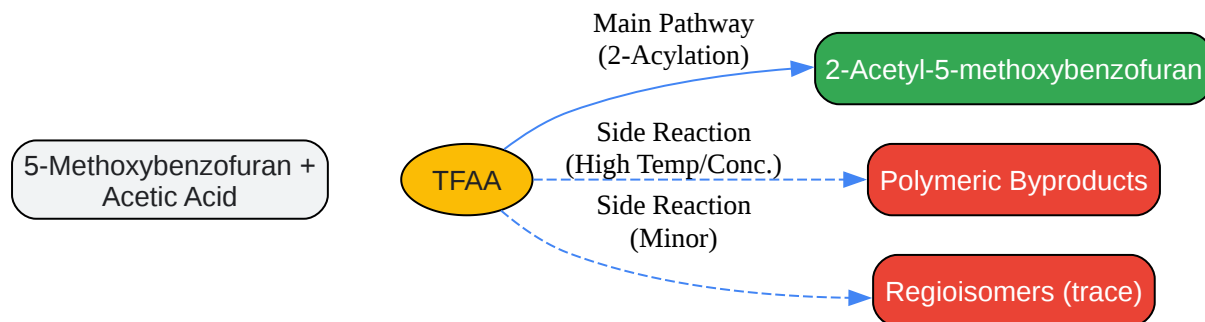 5-Methoxybenzofuran +
Acetic Acid
TFAA
Main Pathway
(2-Acylation)
2-Acetyl-5-methoxybenzofuran
Side Reaction
(High Temp/Conc.)
Polymeric Byproducts
Side Reaction
(Minor)
Regioisomers (trace)